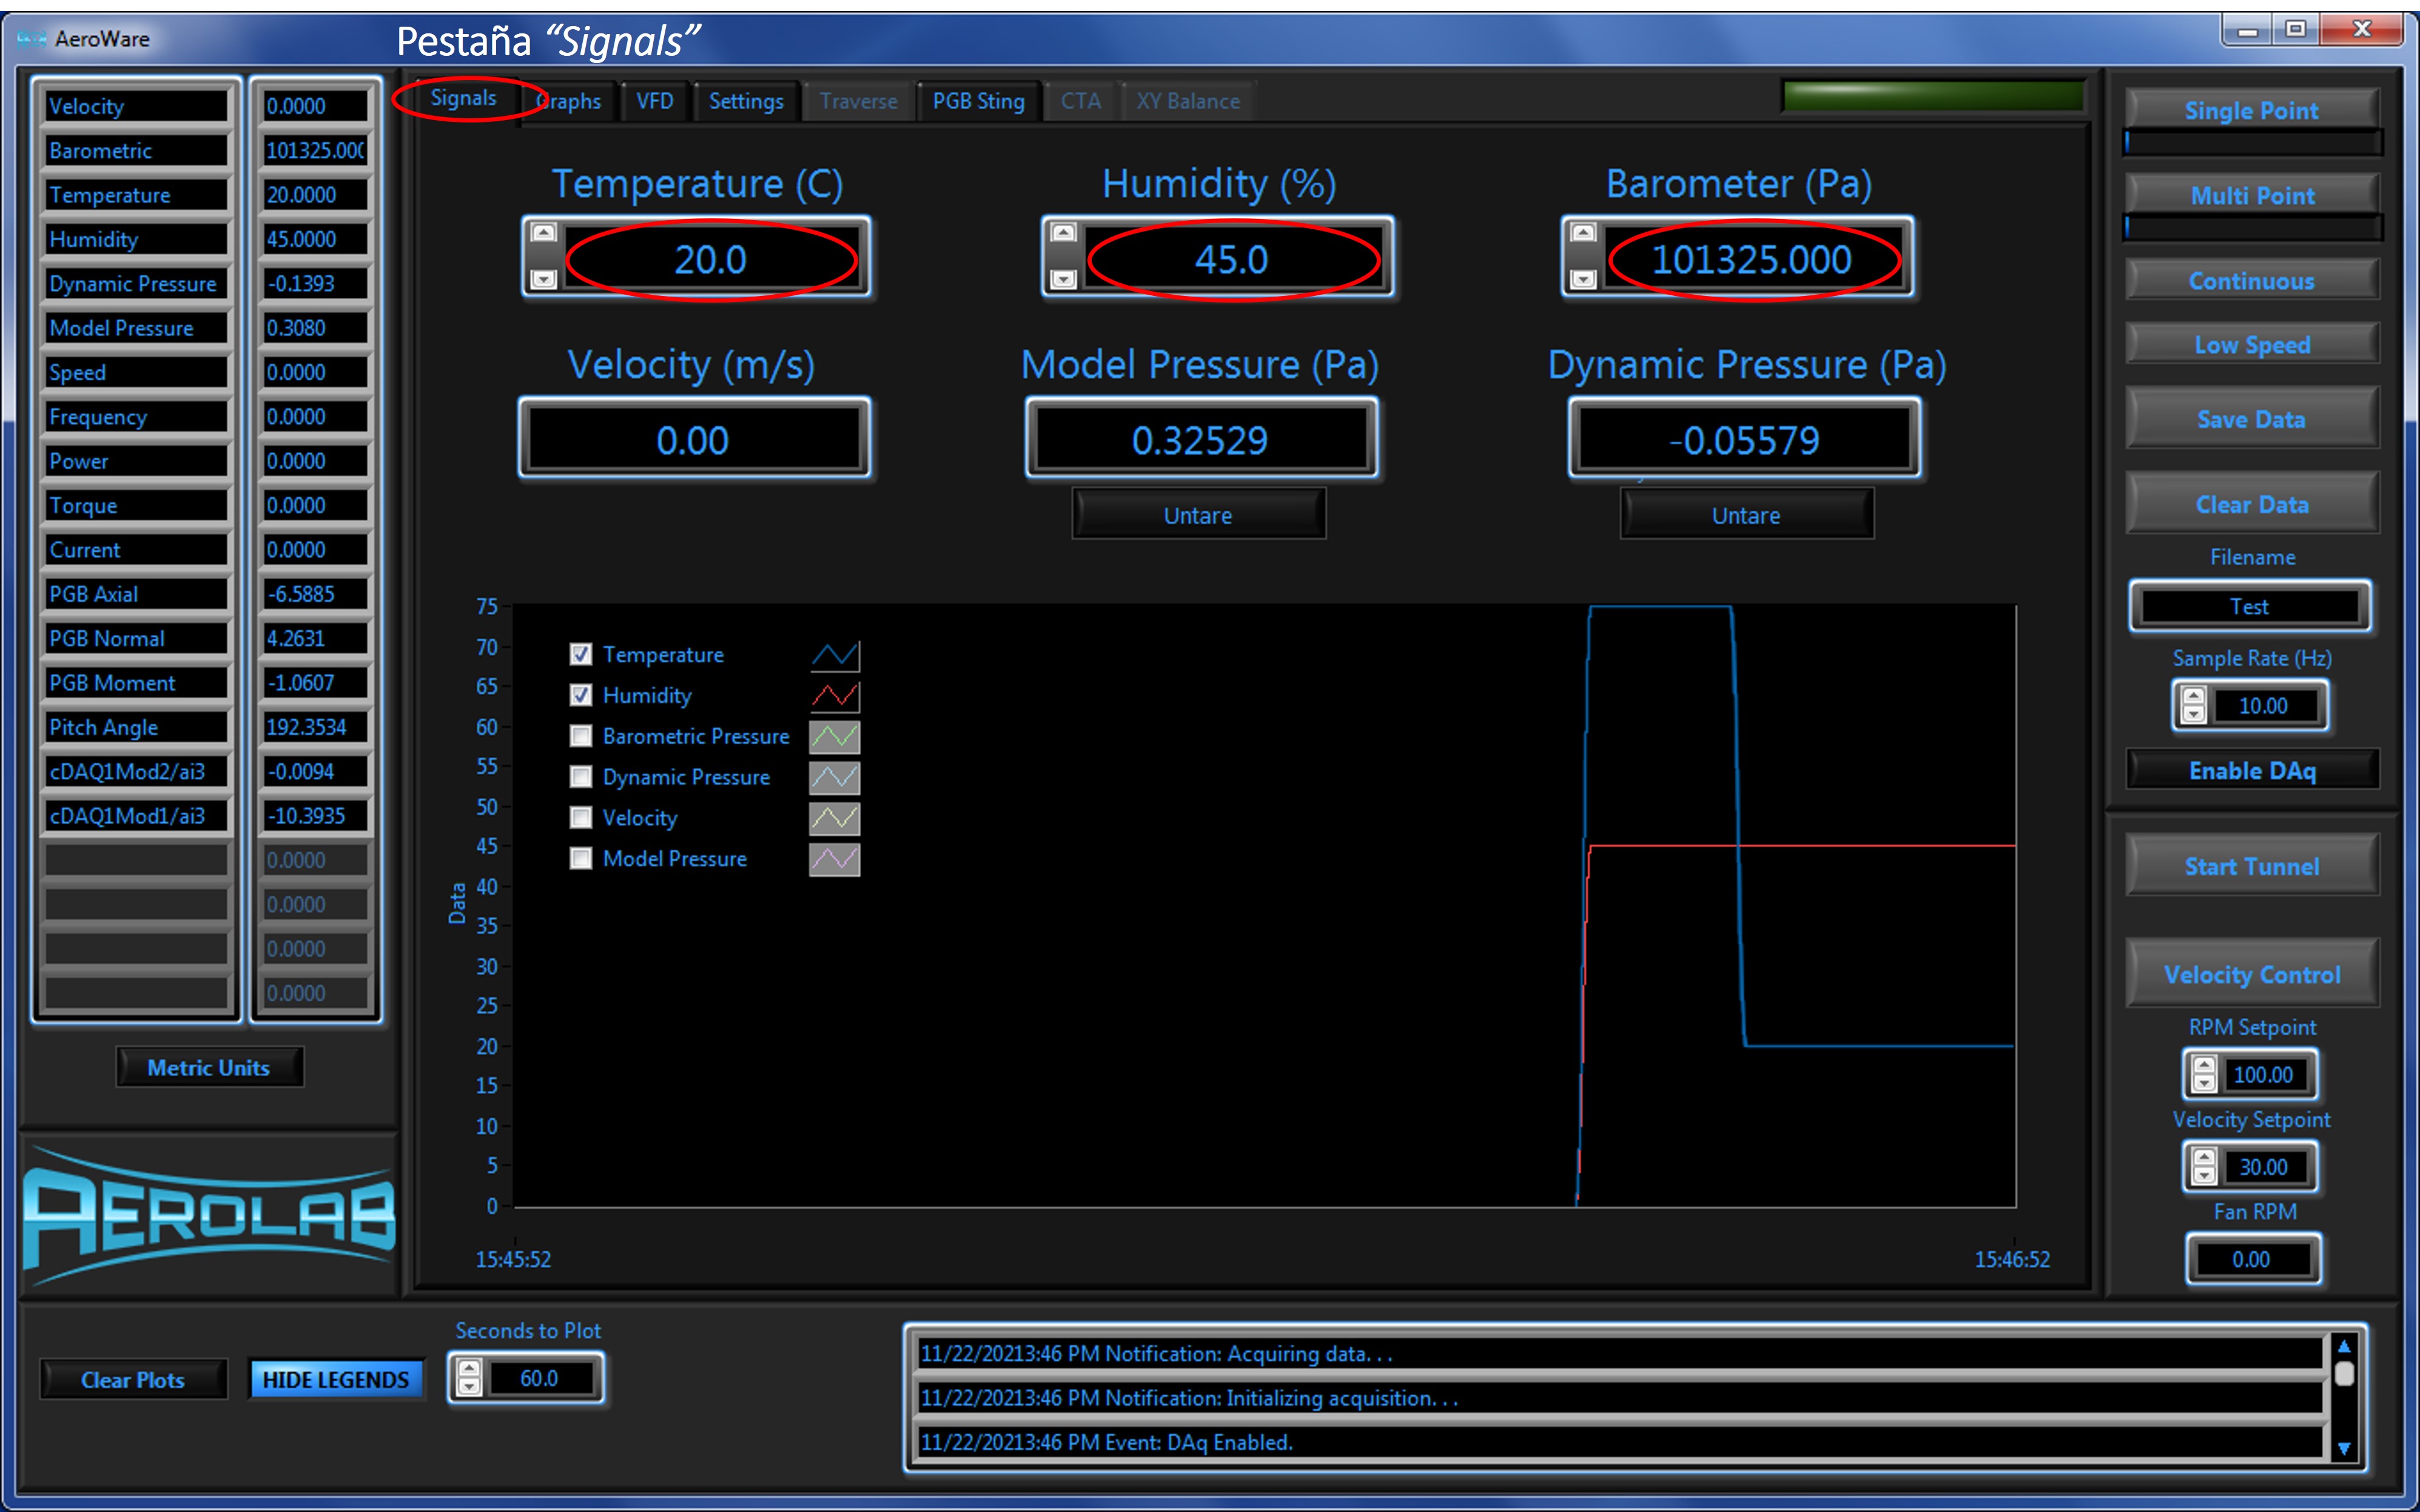 AeroWare
Pestaña “Signals”
Velocity 0.0000
Barometric 101325.000
Temperature 20.0000
Humidity 45.0000
Dynamic Pressure -0.1393
Model Pressure 0.3080
Speed 0.0000
Frequency 0.0000
Power 0.0000
Torque 0.0000
Current 0.0000
PGB Axial -6.5885
PGB Normal 4.2631
PGB Moment -1.0607
Pitch Angle 192.3534
cDAQ1Mod2/ai3 -0.0094
cDAQ1Mod1/ai3 -10.3935
0.0000
0.0000
0.0000
0.0000
Metric Units
AEROLAB
Signals Graphs VFD Settings Traverse PGB Sting CTA XY Balance
Temperature (C) Humidity (%) Barometer (Pa)
20.0 45.0 101325.000
Velocity (m/s) Model Pressure (Pa) Dynamic Pressure (Pa)
0.00 0.32529 -0.05579
Untare Untare
75
70
65
60
55
50
45
40
35
30
25
20
15
10
5
0
Data
Temperature
Humidity
Barometric Pressure
Dynamic Pressure
Velocity
Model Pressure
15:45:52 15:46:52
Single Point
Multi Point
Continuous
Low Speed
Save Data
Clear Data
Filename
Test
Sample Rate (Hz)
10.00
Enable DAq
Start Tunnel
Velocity Control
RPM Setpoint
100.00
Velocity Setpoint
30.00
Fan RPM
0.00
Clear Plots HIDE LEGENDS
Seconds to Plot
60.0
11/22/20213:46 PM Notification: Acquiring data. . .
11/22/20213:46 PM Notification: Initializing acquisition. . .
11/22/20213:46 PM Event: DAq Enabled.